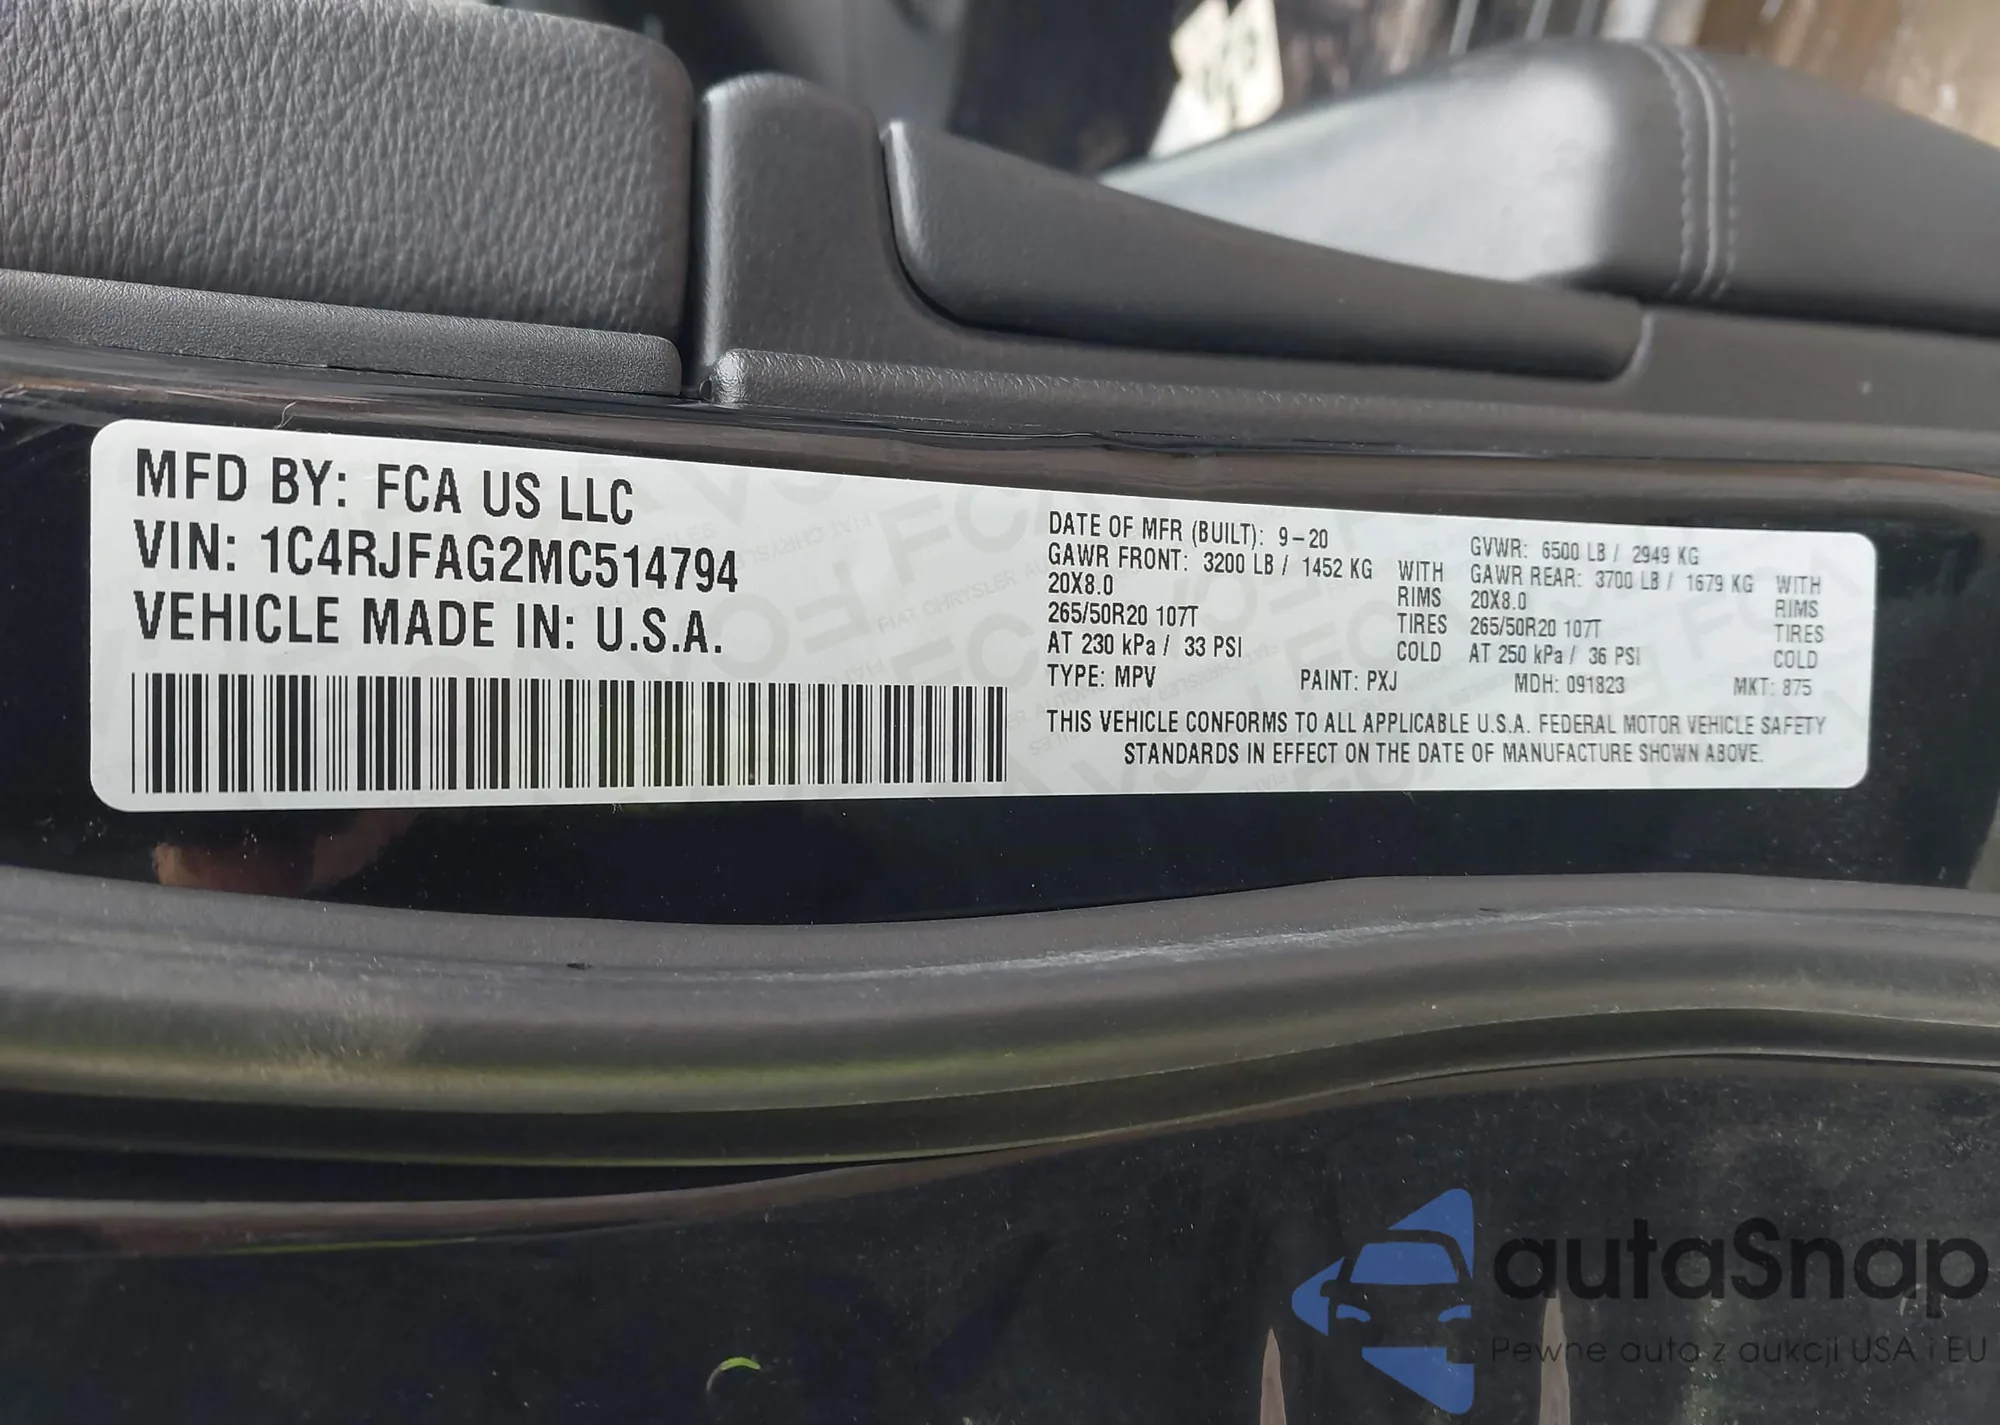 MFD BY: FCA US LLC
VIN: 1C4RJFAG2MC514794
VEHICLE MADE IN: U.S.A.
DATE OF MFR (BUILT): 9-20
GAWR FRONT: 3200 LB / 1452 KG WITH
20X8.0 RIMS
265/50R20 107T TIRES
AT 230 kPa / 33 PSI COLD
GVWR: 6500 LB / 2949 KG
GAWR REAR: 3700 LB / 1679 KG WITH
20X8.0 RIMS
265/50R20 107T TIRES
AT 250 kPa / 36 PSI COLD
TYPE: MPV PAINT: PXJ MDH: 091823 MKT: 875
THIS VEHICLE CONFORMS TO ALL APPLICABLE U.S.A. FEDERAL MOTOR VEHICLE SAFETY
STANDARDS IN EFFECT ON THE DATE OF MANUFACTURE SHOWN ABOVE.
autaSnap
Pewne auta z aukcji USA i EU